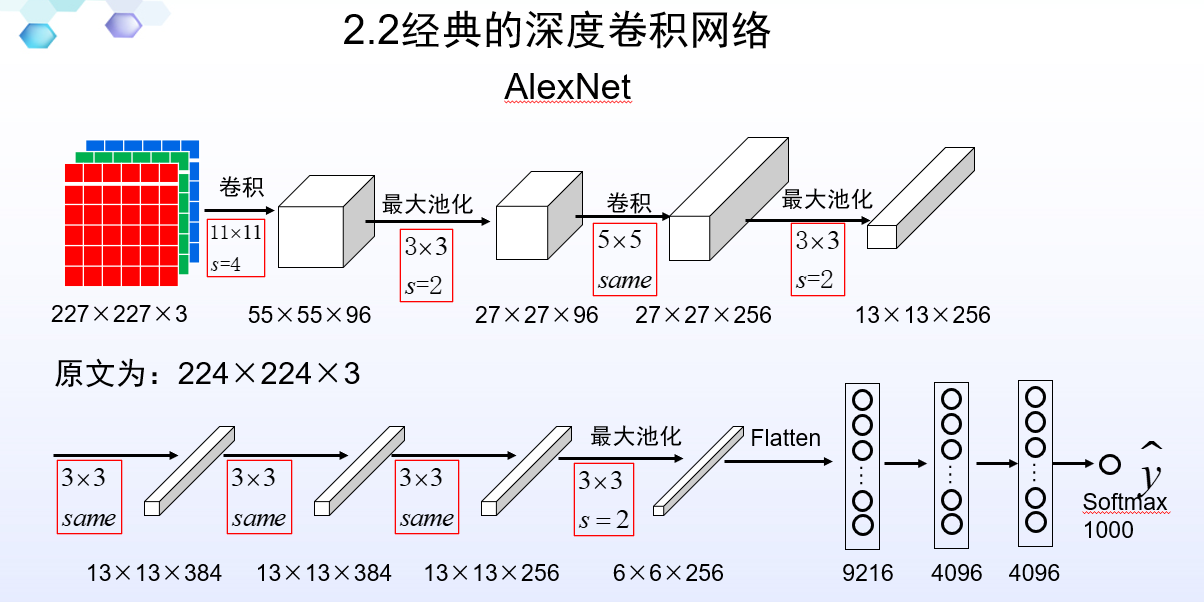 2.2经典的深度卷积网络
AlexNet
卷积
11×11
s=4
最大池化
3×3
s=2
卷积
5×5
same
最大池化
3×3
s=2
227×227×3
55×55×96
27×27×96
27×27×256
13×13×256
原文为：224×224×3
3×3
same
3×3
same
3×3
same
最大池化
3×3
s = 2
Flatten
ŷ
Softmax
1000
13×13×384
13×13×384
13×13×256
6×6×256
9216
4096
4096